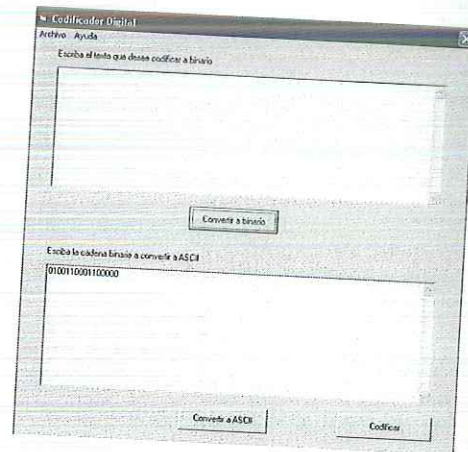 Codificador Digital
Archivo Ayuda
Escriba el texto que desea codificar a binario
Convertir a binario
Escriba la cadena binaria a convertir a ASCII
0100110001100000
Convertir a ASCII
Codificar